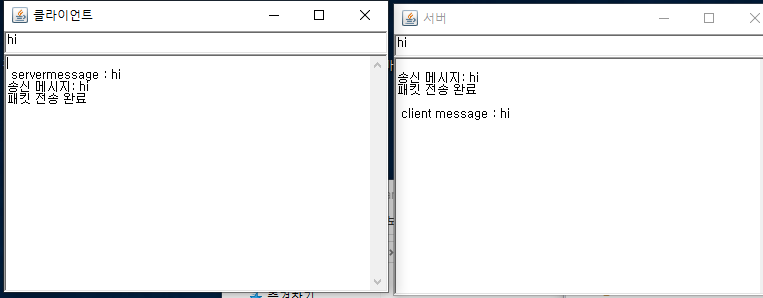 클라이언트
hi
servermessage : hi
송신 메시지: hi
패킷 전송 완료
서버
hi
송신 메시지: hi
패킷 전송 완료
client message : hi